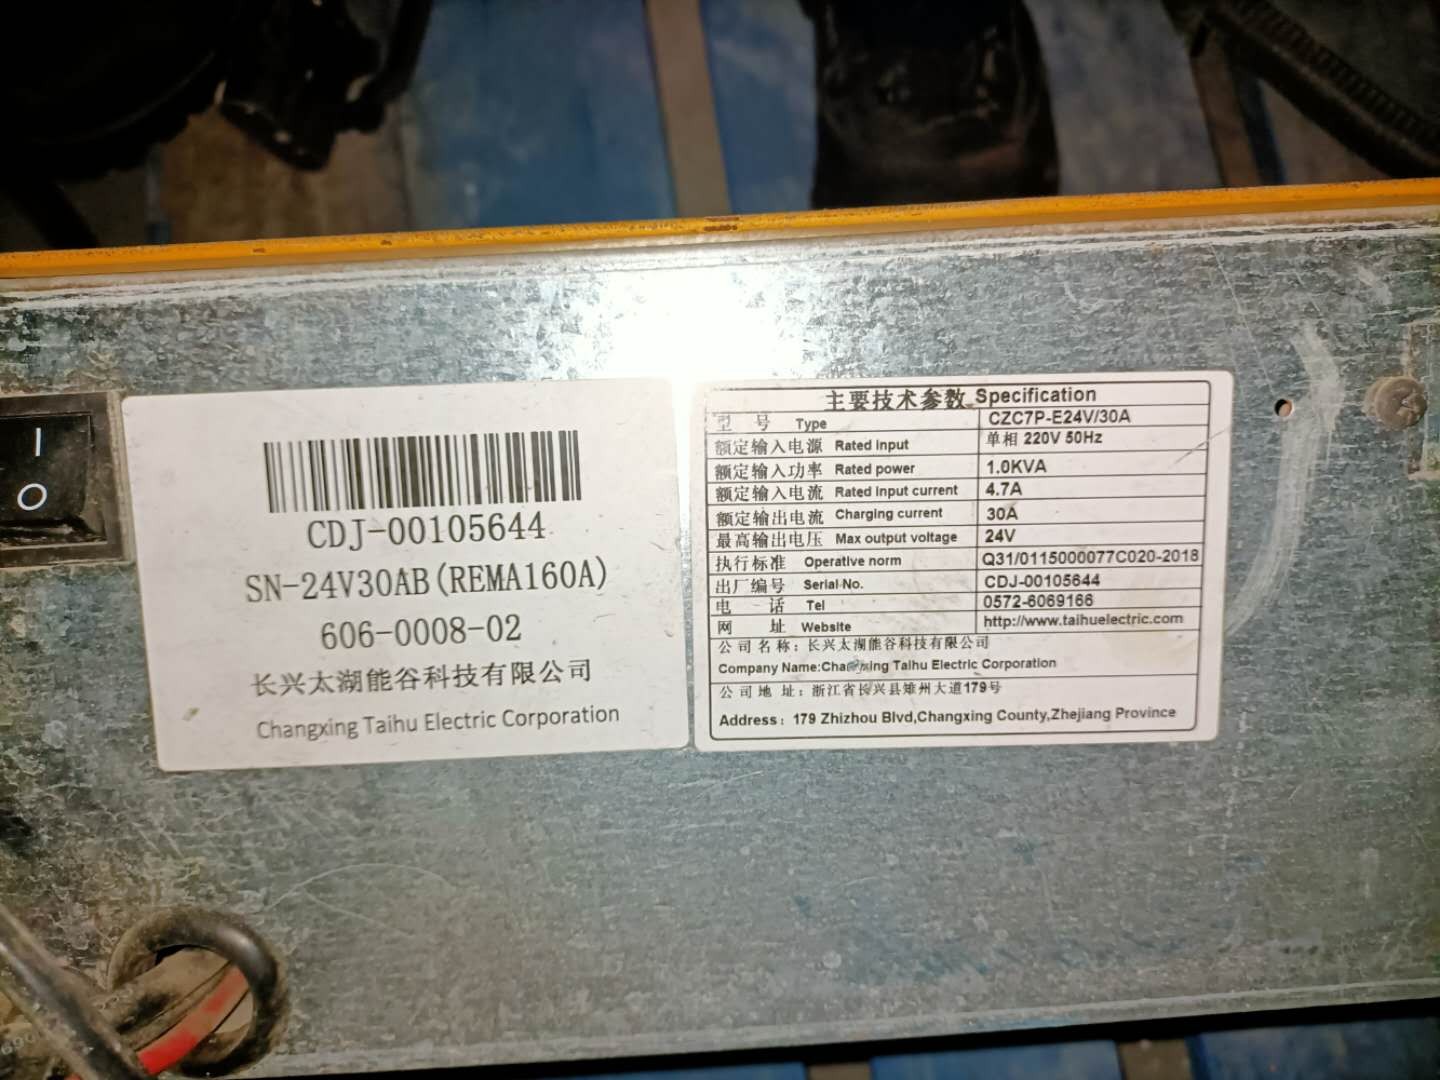 I
O
CDJ-00105644
SN-24V30AB(REMA160A)
606-0008-02
长兴太湖能谷科技有限公司
Changxing Taihu Electric Corporation
主要技术参数 Specification
型号 Type CZC7P-E24V/30A
额定输入电源 Rated input 单相 220V 50Hz
额定输入功率 Rated power 1.0KVA
额定输入电流 Rated input current 4.7A
额定输出电流 Charging current 30A
最高输出电压 Max output voltage 24V
执行标准 Operative norm Q31/0115000077C020-2018
出厂编号 Serial No. CDJ-00105644
电话 Tel 0572-6069166
网址 Website http://www.taihuelectric.com
公司名称：长兴太湖能谷科技有限公司
Company Name:Changxing Taihu Electric Corporation
公司地址：浙江省长兴县雉州大道179号
Address：179 Zhizhou Blvd,Changxing County,Zhejiang Province